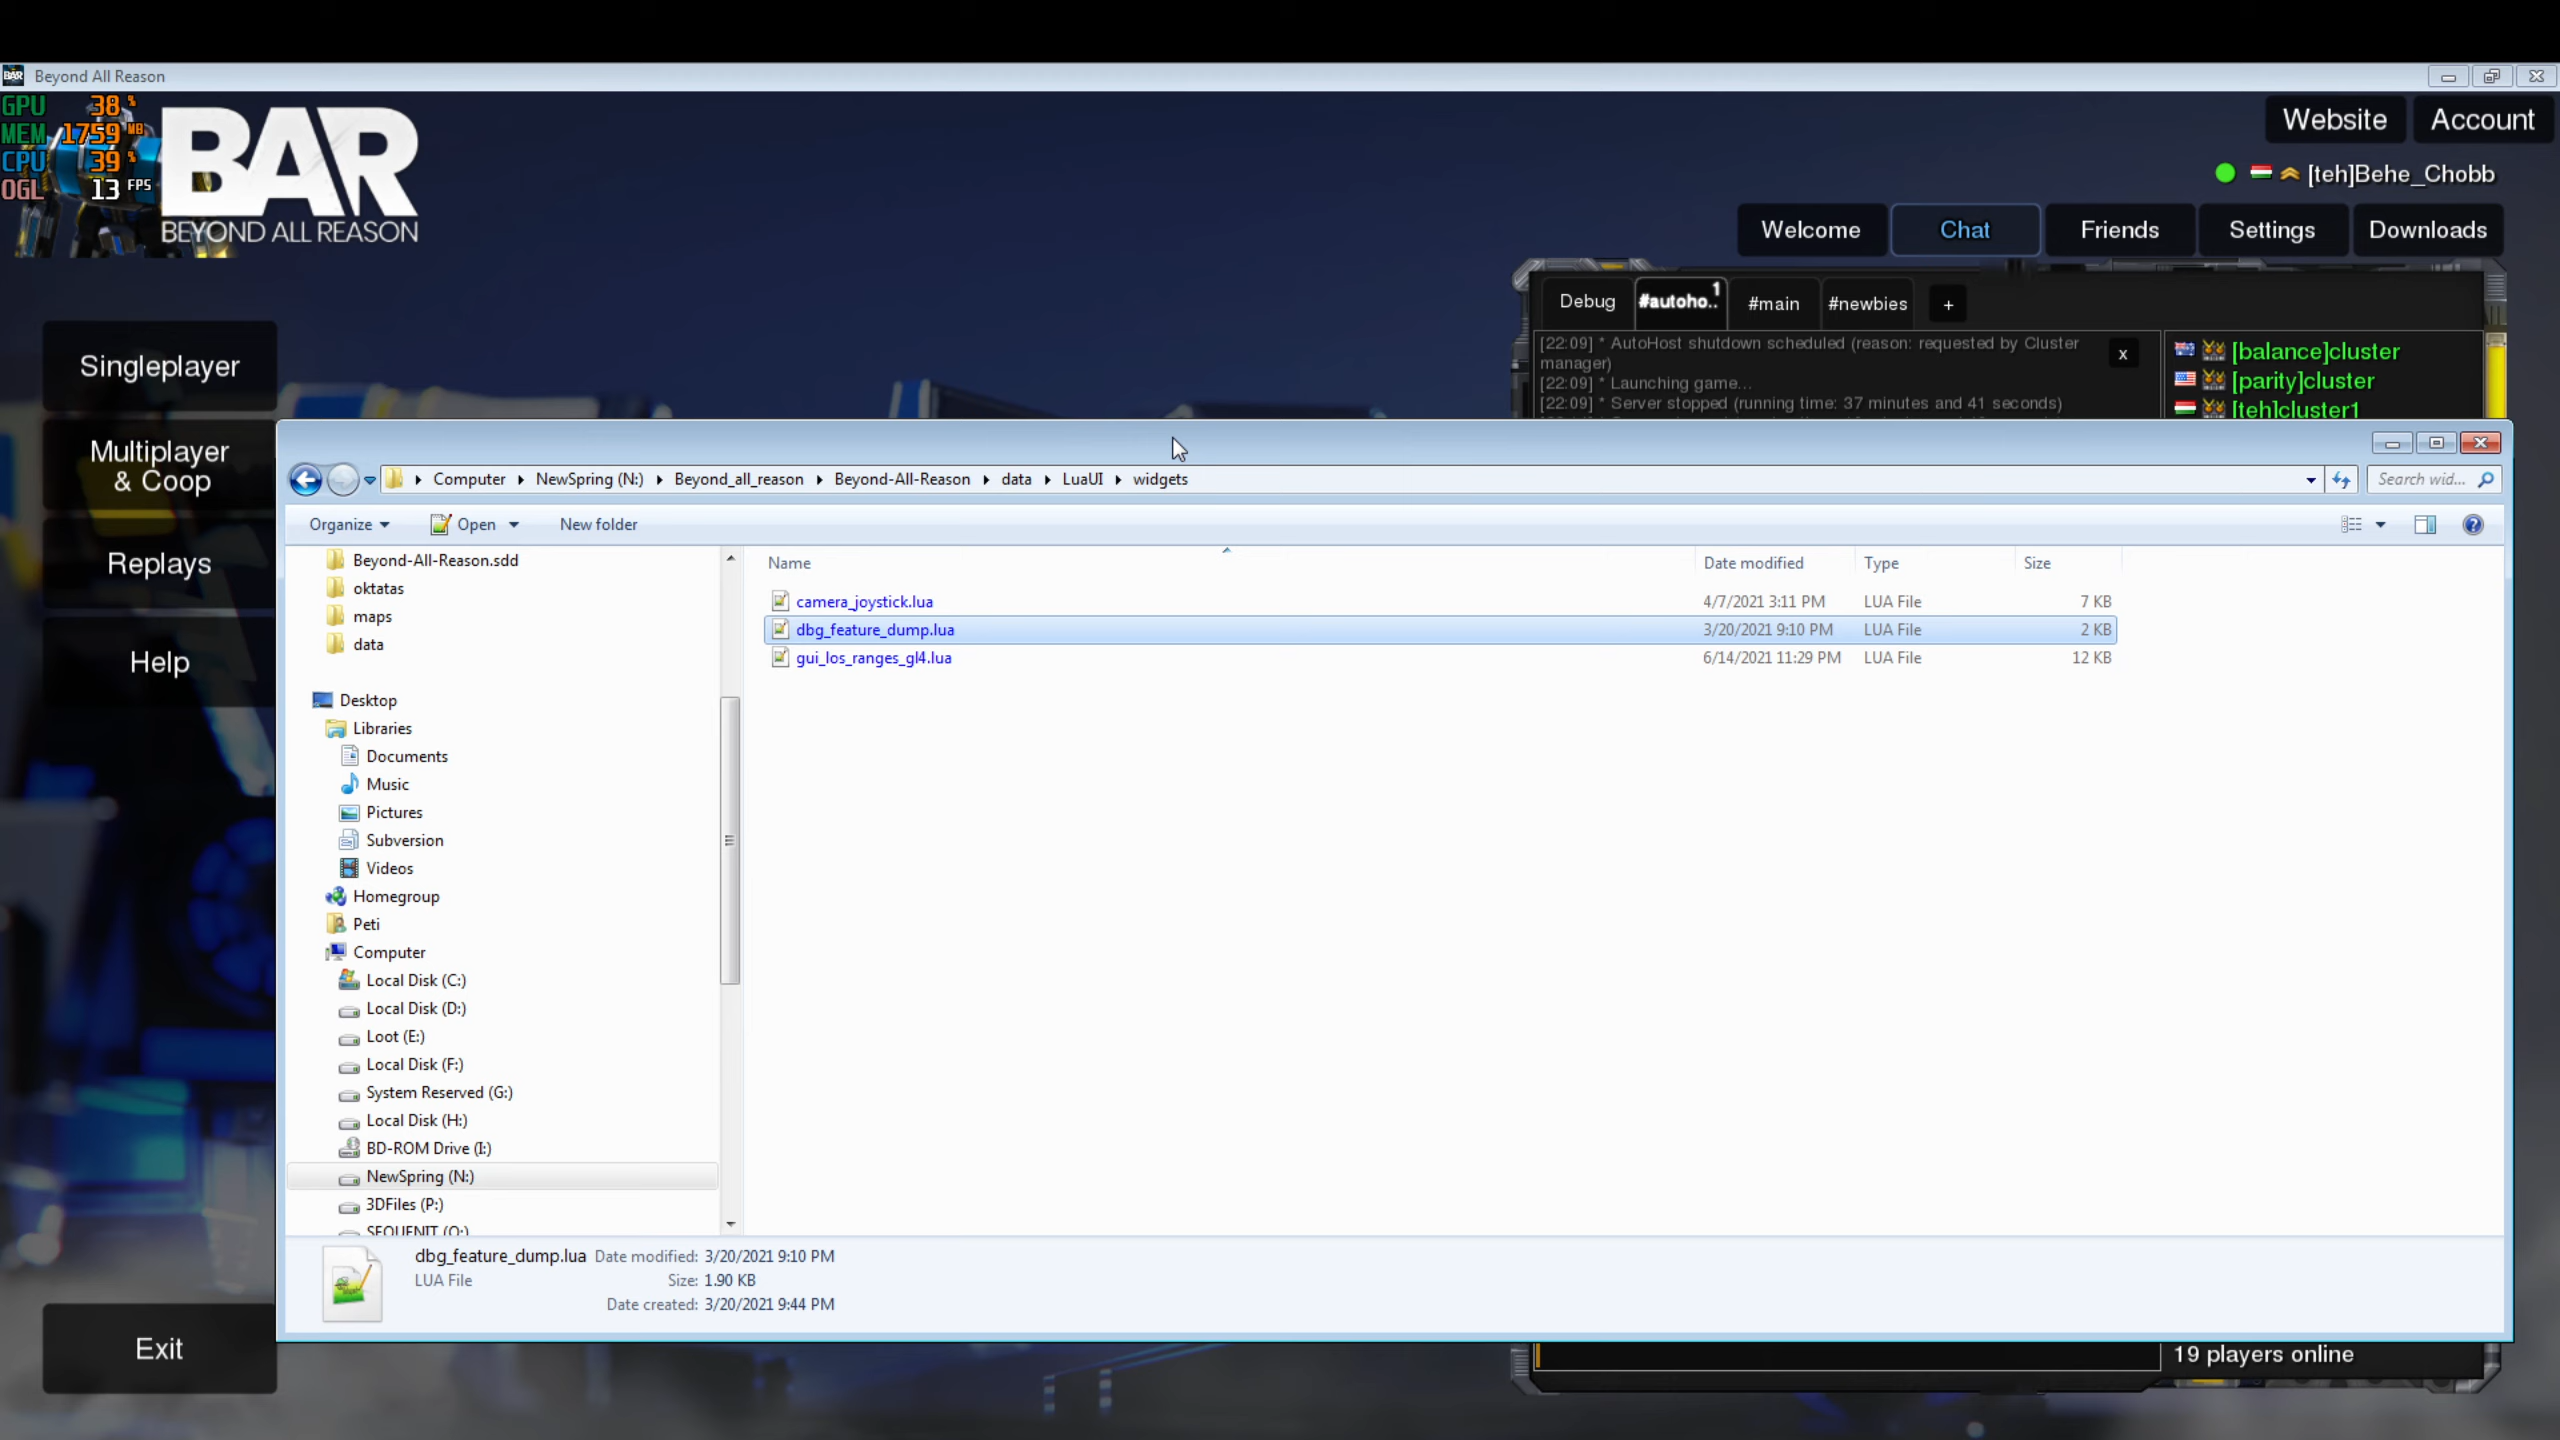 Beyond All Reason
GPU 38 %
MEM 1759 MB
CPU 39 %
OGL 13 FPS
BAR
BEYOND ALL REASON
Website Account
[teh]Behe_Chobb
Welcome Chat Friends Settings Downloads
Debug #autoho.. 1 #main #newbies +
[22:09] * AutoHost shutdown scheduled (reason: requested by Cluster
manager)
[22:09] * Launching game...
[22:09] * Server stopped (running time: 37 minutes and 41 seconds)
x
[balance]cluster
[parity]cluster
[teh]cluster1
Singleplayer
Multiplayer
& Coop
Replays
Help
Exit
Computer NewSpring (N:) Beyond_all_reason Beyond-All-Reason data LuaUI widgets
Search wid...
Organize Open New folder
Beyond-All-Reason.sdd
oktatas
maps
data
Desktop
Libraries
Documents
Music
Pictures
Subversion
Videos
Homegroup
Peti
Computer
Local Disk (C:)
Local Disk (D:)
Loot (E:)
Local Disk (F:)
System Reserved (G:)
Local Disk (H:)
BD-ROM Drive (I:)
NewSpring (N:)
3DFiles (P:)
Name Date modified Type Size
camera_joystick.lua 4/7/2021 3:11 PM LUA File 7 KB
dbg_feature_dump.lua 3/20/2021 9:10 PM LUA File 2 KB
gui_los_ranges_gl4.lua 6/14/2021 11:29 PM LUA File 12 KB
dbg_feature_dump.lua Date modified: 3/20/2021 9:10 PM
LUA File Size: 1.90 KB
Date created: 3/20/2021 9:44 PM
19 players online